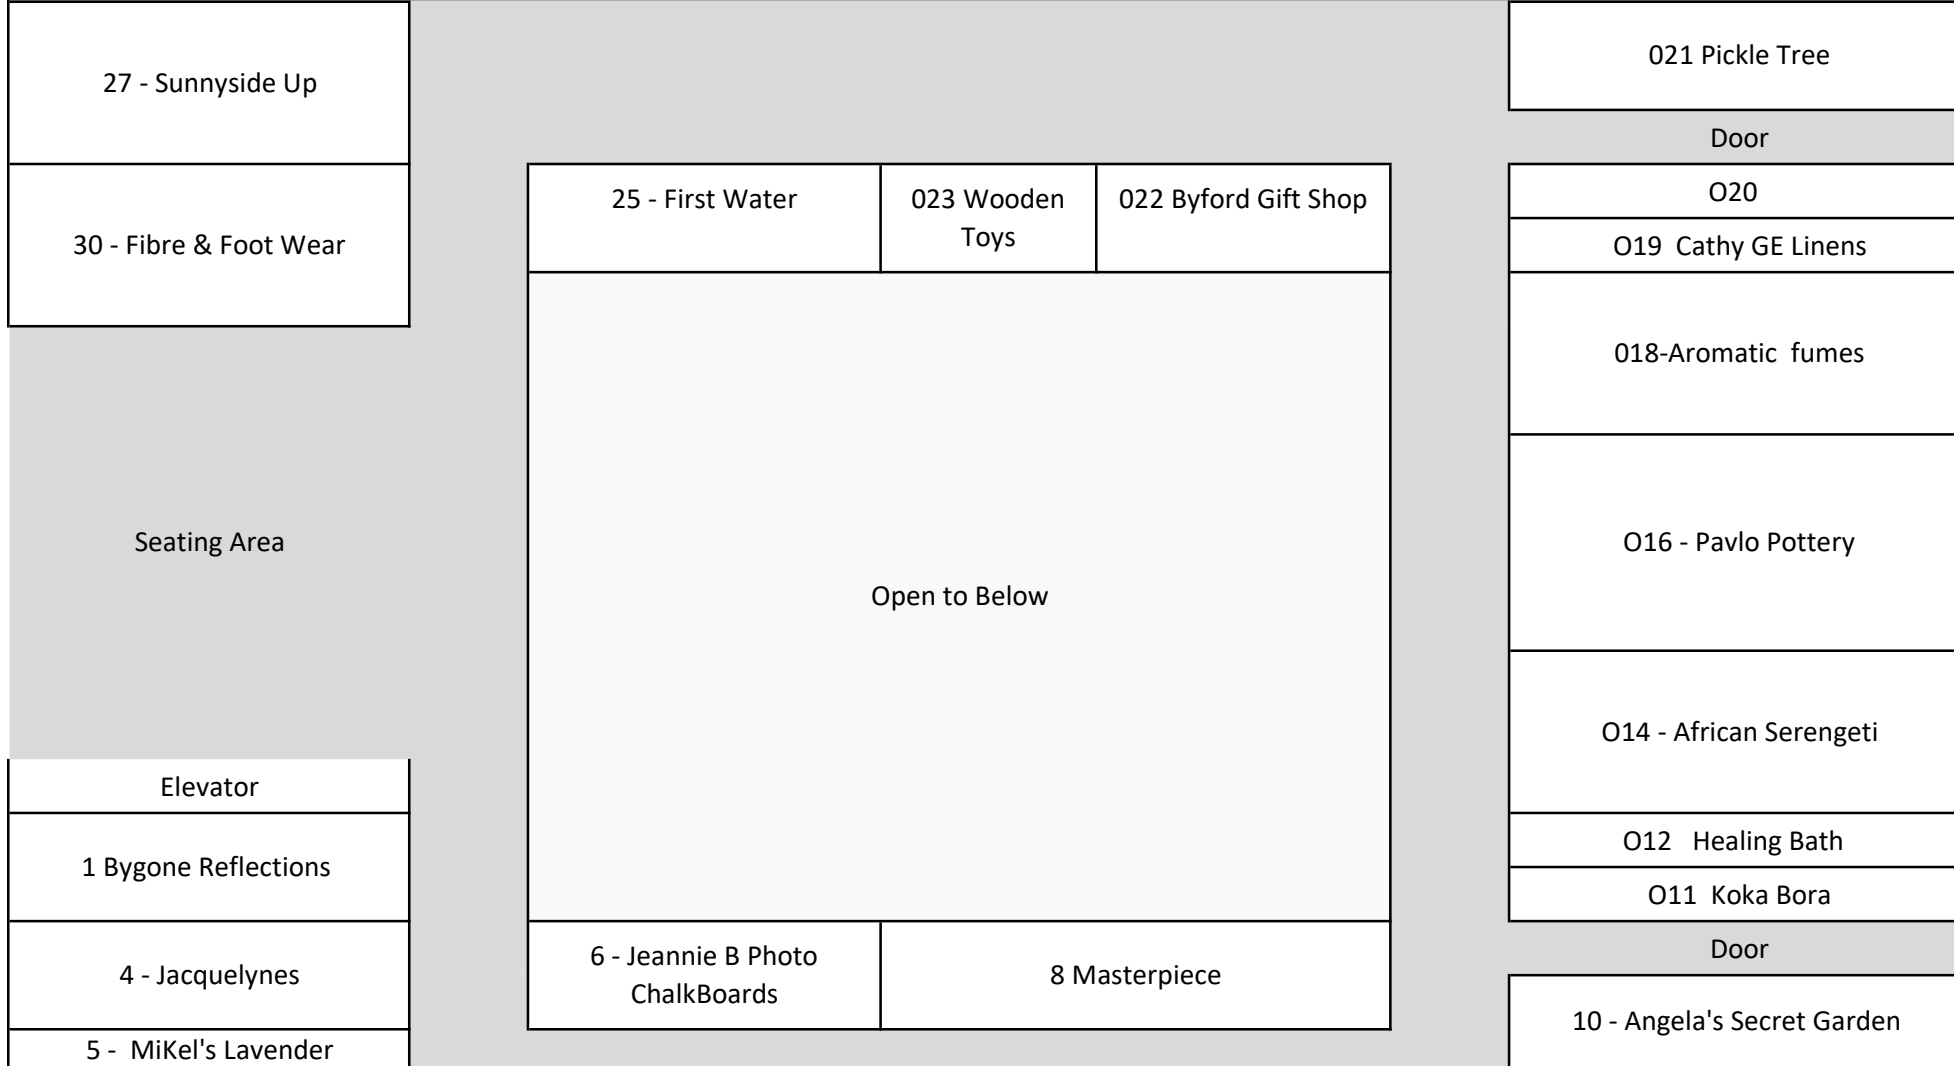 27 - Sunnyside Up
021 Pickle Tree
Door
30 - Fibre & Foot Wear
25 - First Water
023 Wooden
Toys
022 Byford Gift Shop
O20
O19  Cathy GE Linens
018-Aromatic  fumes
Seating Area
Open to Below
O16 - Pavlo Pottery
O14 - African Serengeti
Elevator
1 Bygone Reflections
O12   Healing Bath
O11  Koka Bora
4 - Jacquelynes
6 - Jeannie B Photo
ChalkBoards
8 Masterpiece
Door
10 - Angela's Secret Garden
5 -  MiKel's Lavender